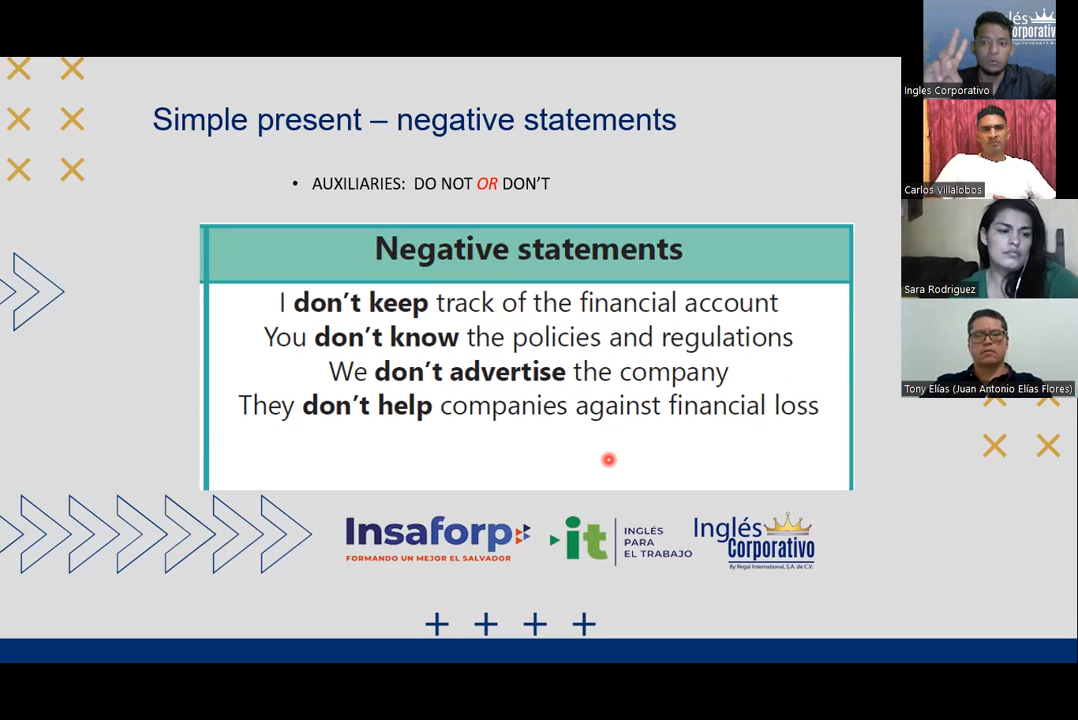 Simple present – negative statements
• AUXILIARIES: DO NOT OR DON'T
Negative statements
I don't keep track of the financial account
You don't know the policies and regulations
We don't advertise the company
They don't help companies against financial loss
Insaforp
FORMANDO UN MEJOR EL SALVADOR
it
INGLÉS
PARA
EL TRABAJO
Inglés
Corporativo
By Regal International, S.A. de C.V.
Ingles Corporativo
Carlos Villalobos
Sara Rodriguez
Tony Elías (Juan Antonio Elías Flores)